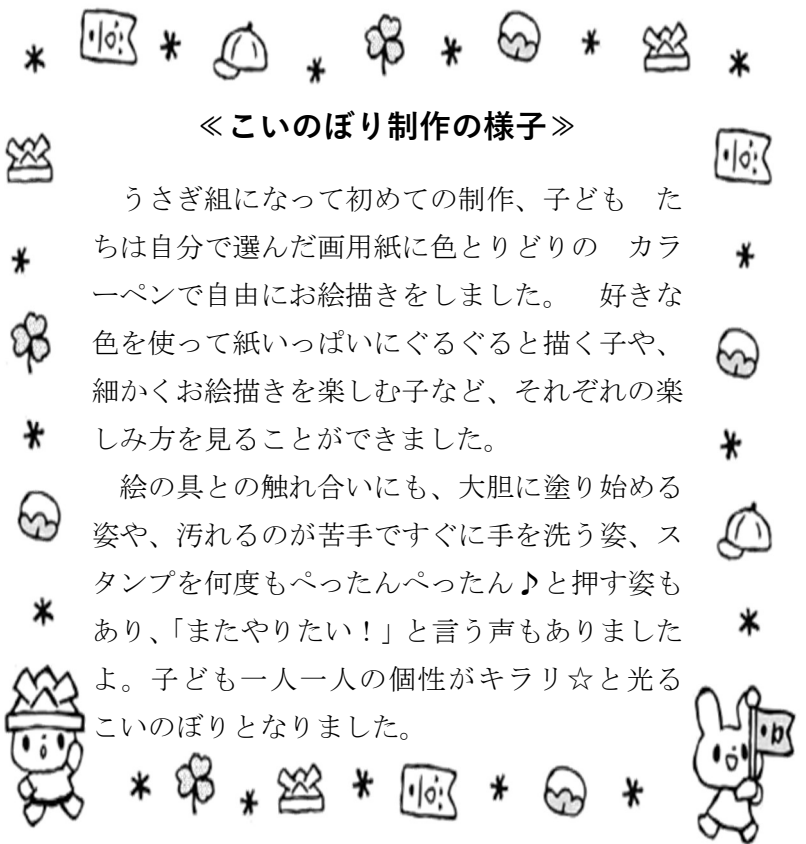 ≪こいのぼり制作の様子≫
　うさぎ組になって初めての制作、子ども　た
ちは自分で選んだ画用紙に色とりどりの　カラ
ーペンで自由にお絵描きをしました。　好きな
色を使って紙いっぱいにぐるぐると描く子や、
細かくお絵描きを楽しむ子など、それぞれの楽
しみ方を見ることができました。
　絵の具との触れ合いにも、大胆に塗り始める
姿や、汚れるのが苦手ですぐに手を洗う姿、ス
タンプを何度もぺったんぺったん♪と押す姿も
あり、「またやりたい！」と言う声もありました
よ。子ども一人一人の個性がキラリ☆と光る
こいのぼりとなりました。